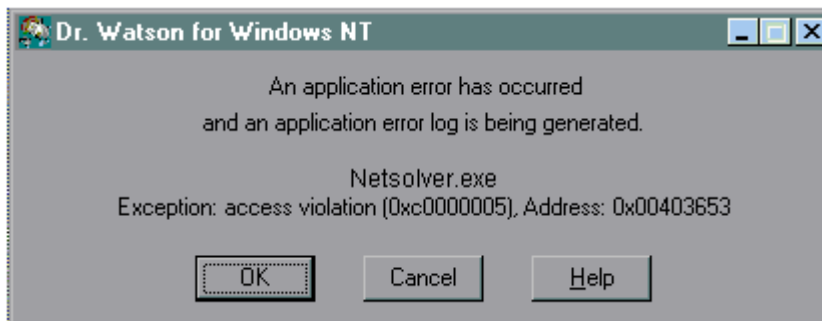 Dr. Watson for Windows NT
An application error has occurred
and an application error log is being generated.
Netsolver.exe
Exception: access violation (0xc0000005), Address: 0x00403653
OK Cancel Help